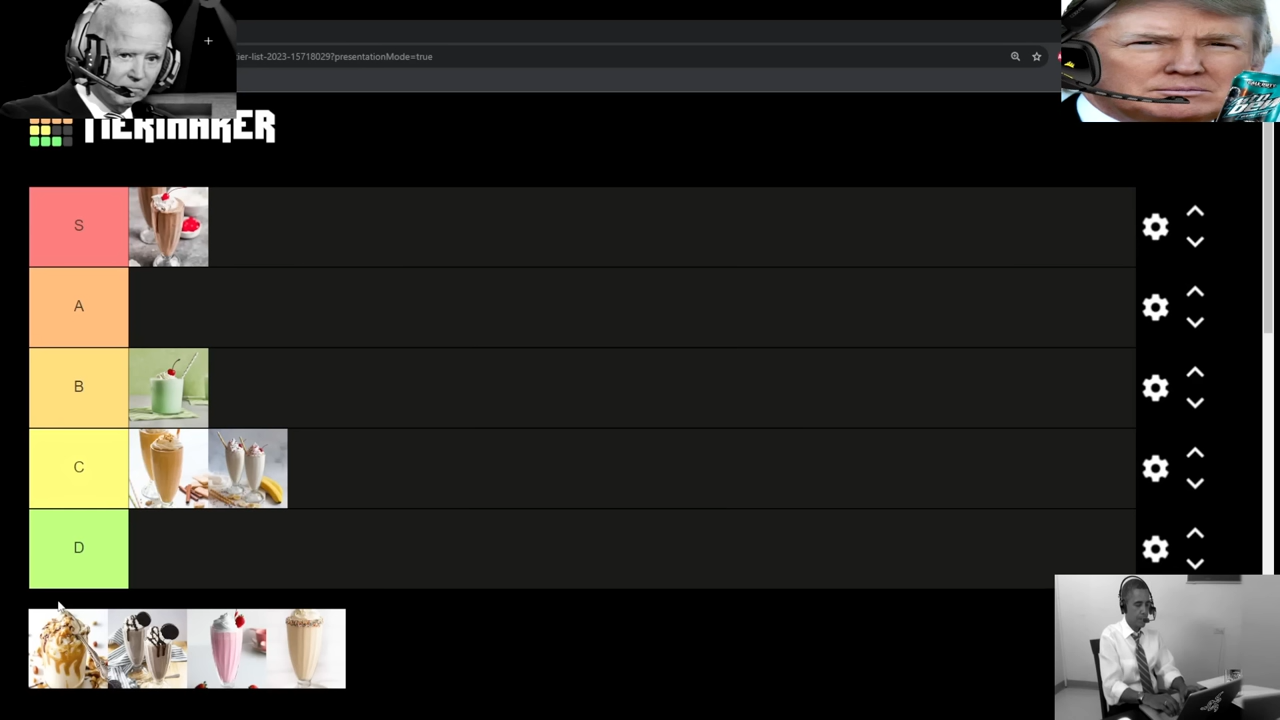 ier-list-2023-15718029?presentationMode=true
TIERMAKER
S
A
B
C
D